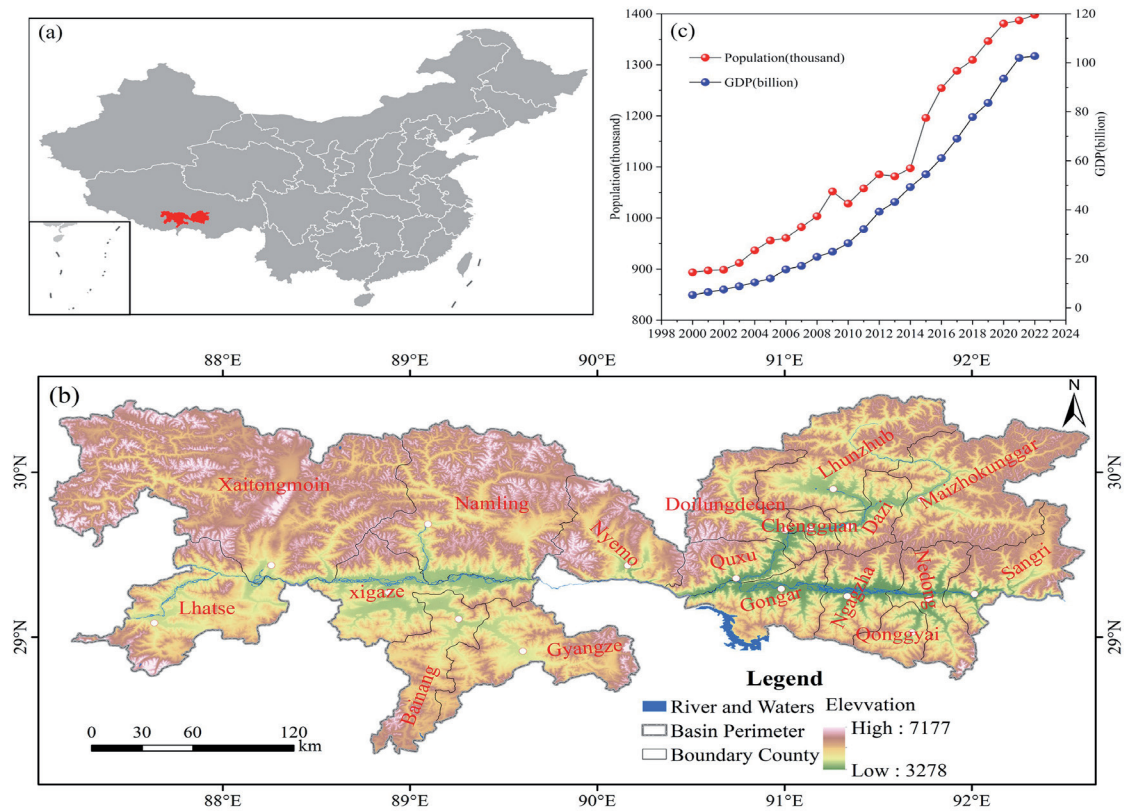 (a)
(c)
Population(thousand)
GDP(billion)
1400
1300
1200
1100
1000
900
800
Population(thousand)
120
100
80
60
40
20
0
GDP(billion)
1998 2000 2002 2004 2006 2008 2010 2012 2014 2016 2018 2020 2022 2024
88°E 89°E 90°E 91°E 92°E
(b)
N
30°N
29°N
30°N
29°N
Xaitongmoin
Namling
Nyemo
Lhatse
xigaze
Gyangze
Bainang
Lhunzhub
Doilungdeqen
Maizhokunggar
Chengguan
Dazi
Quxu
Gongar
Ngagzha
Nedong
Sangri
Qonggyai
Legend
River and Waters
Basin Perimeter
Boundary County
Elevvation
High : 7177
Low : 3278
0 30 60 120
km
88°E 89°E 90°E 91°E 92°E